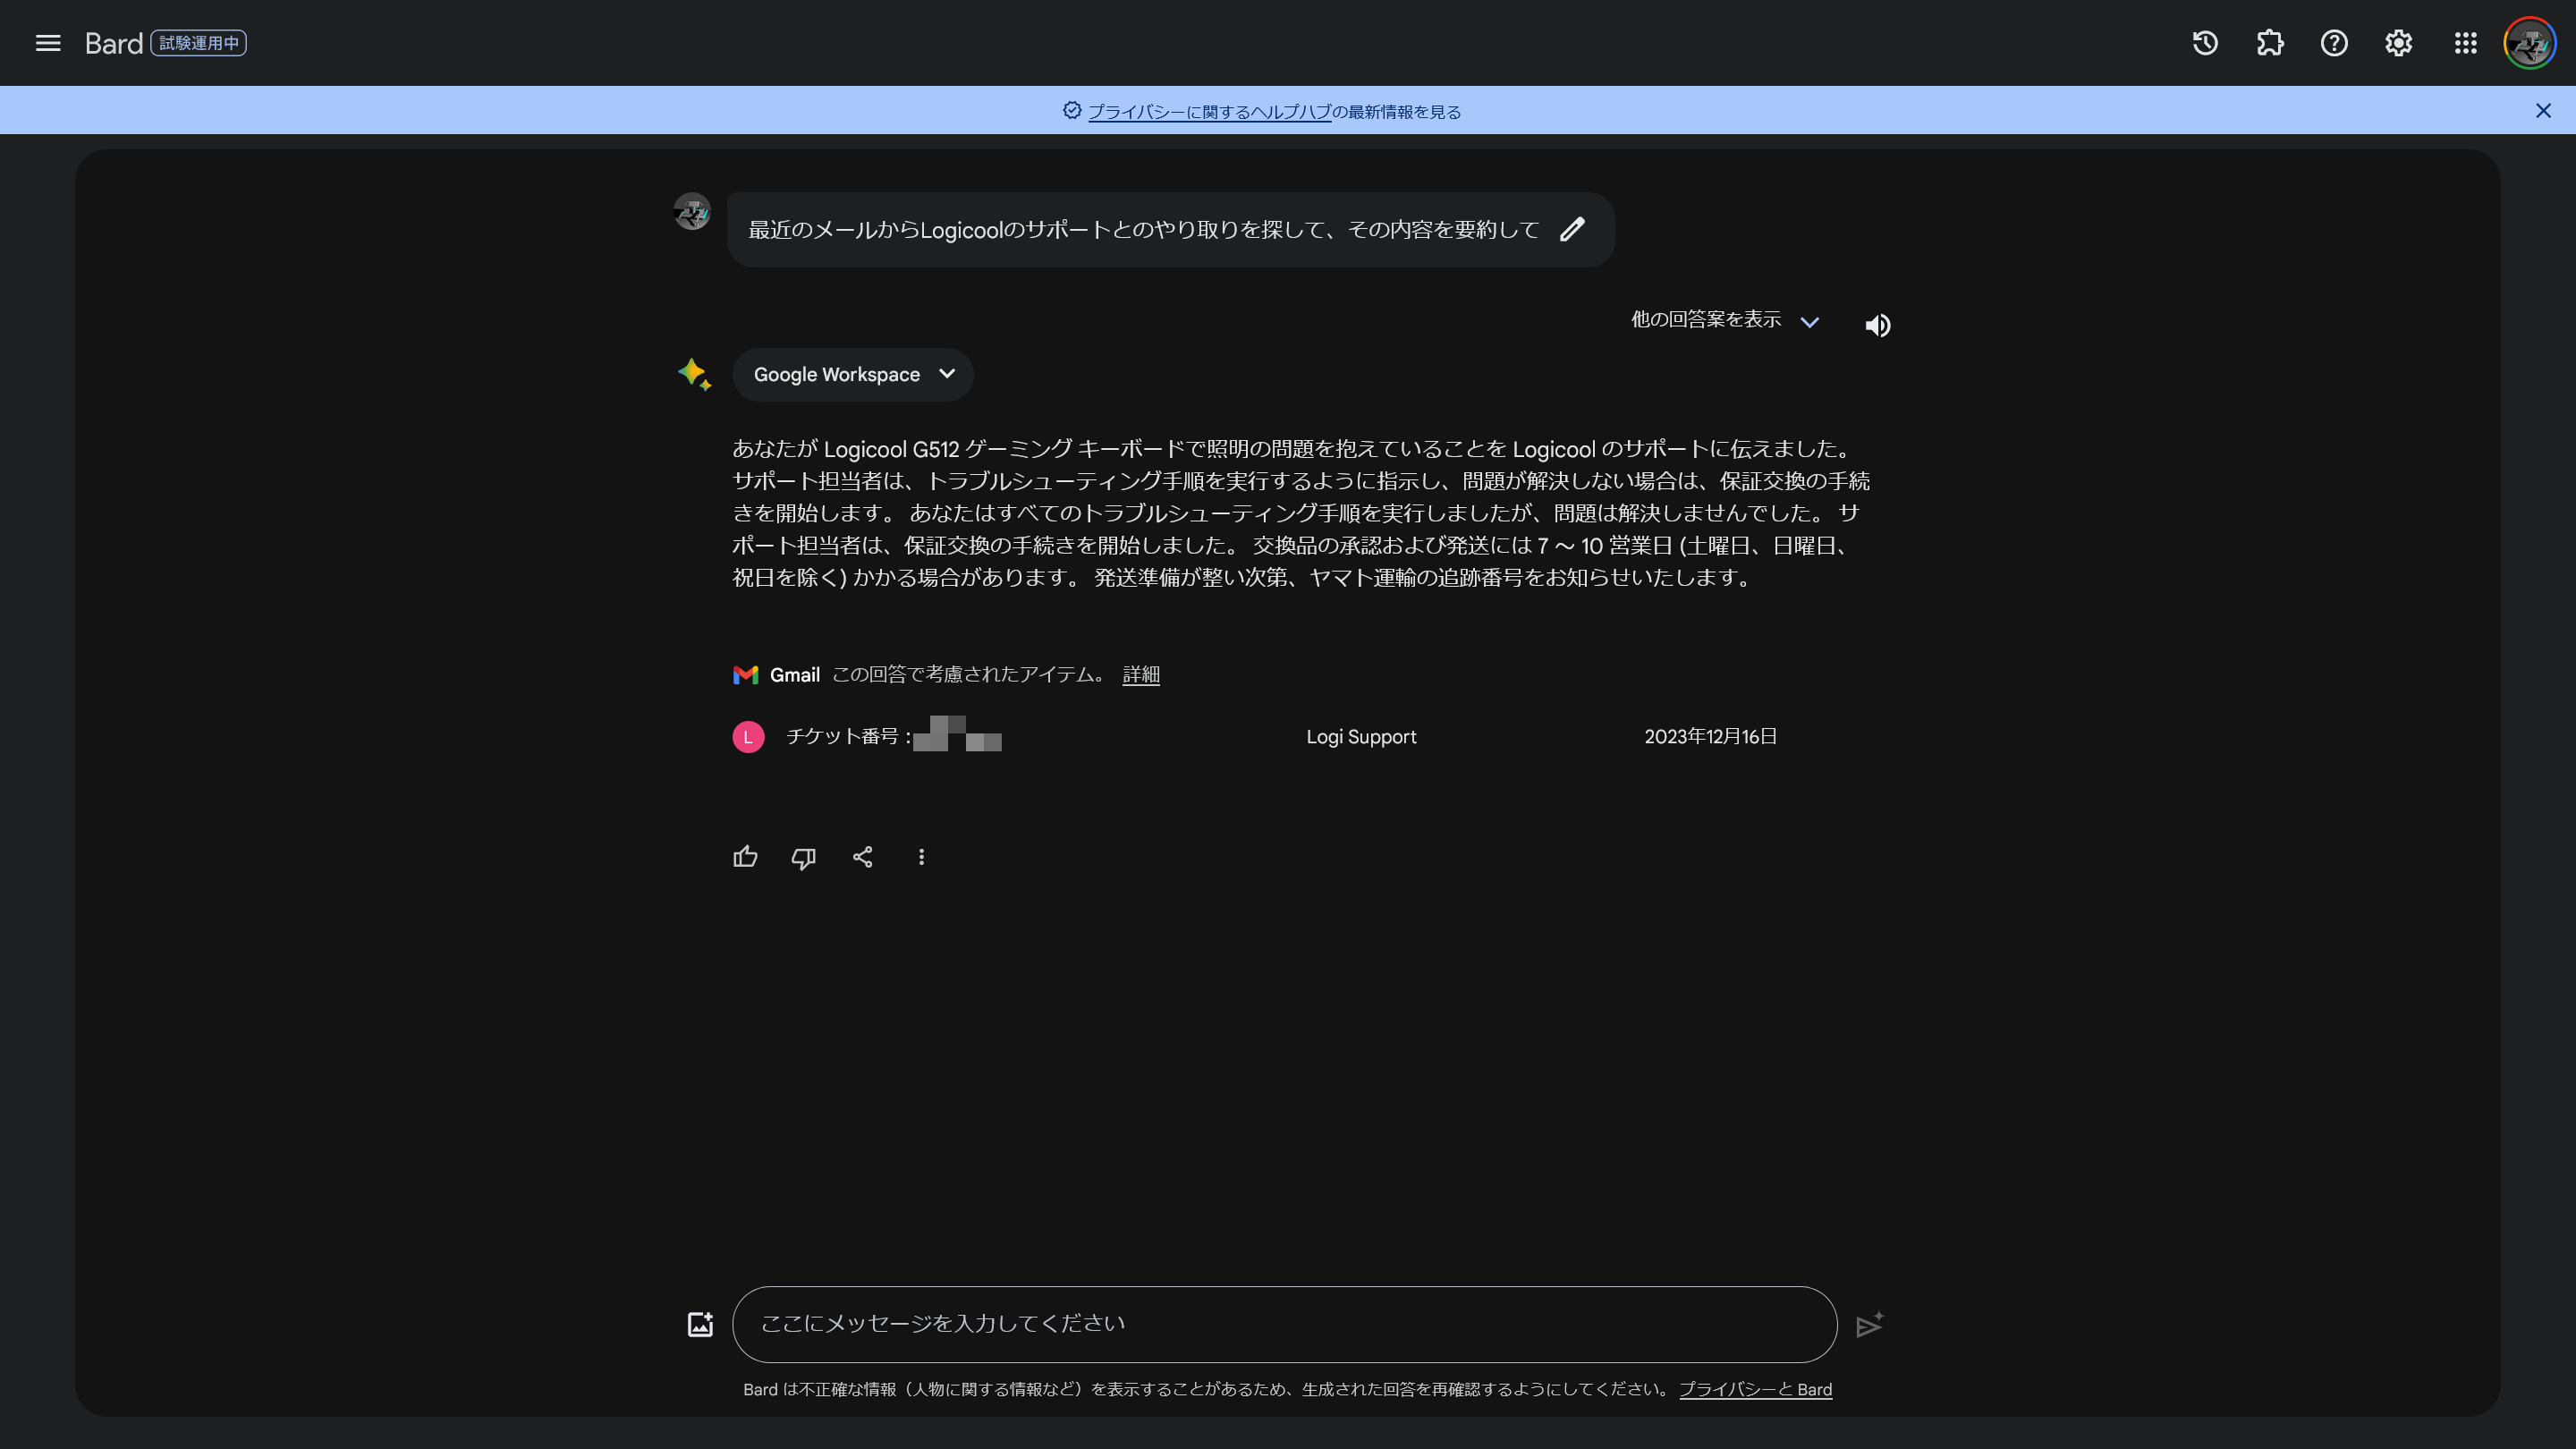 Bard 試験運用中
プライバシーに関するヘルプハブの最新情報を見る
最近のメールからLogicoolのサポートとのやり取りを探して、その内容を要約して
他の回答案を表示
Google Workspace
あなたが Logicool G512 ゲーミング キーボードで照明の問題を抱えていることを Logicool のサポートに伝えました。
サポート担当者は、トラブルシューティング手順を実行するように指示し、問題が解決しない場合は、保証交換の手続
きを開始します。 あなたはすべてのトラブルシューティング手順を実行しましたが、問題は解決しませんでした。 サ
ポート担当者は、保証交換の手続きを開始しました。 交換品の承認および発送には 7 ～ 10 営業日 (土曜日、日曜日、
祝日を除く) かかる場合があります。 発送準備が整い次第、ヤマト運輸の追跡番号をお知らせいたします。
Gmail この回答で考慮されたアイテム。 詳細
L チケット番号 : Logi Support 2023年12月16日
ここにメッセージを入力してください
Bard は不正確な情報（人物に関する情報など）を表示することがあるため、生成された回答を再確認するようにしてください。 プライバシーと Bard